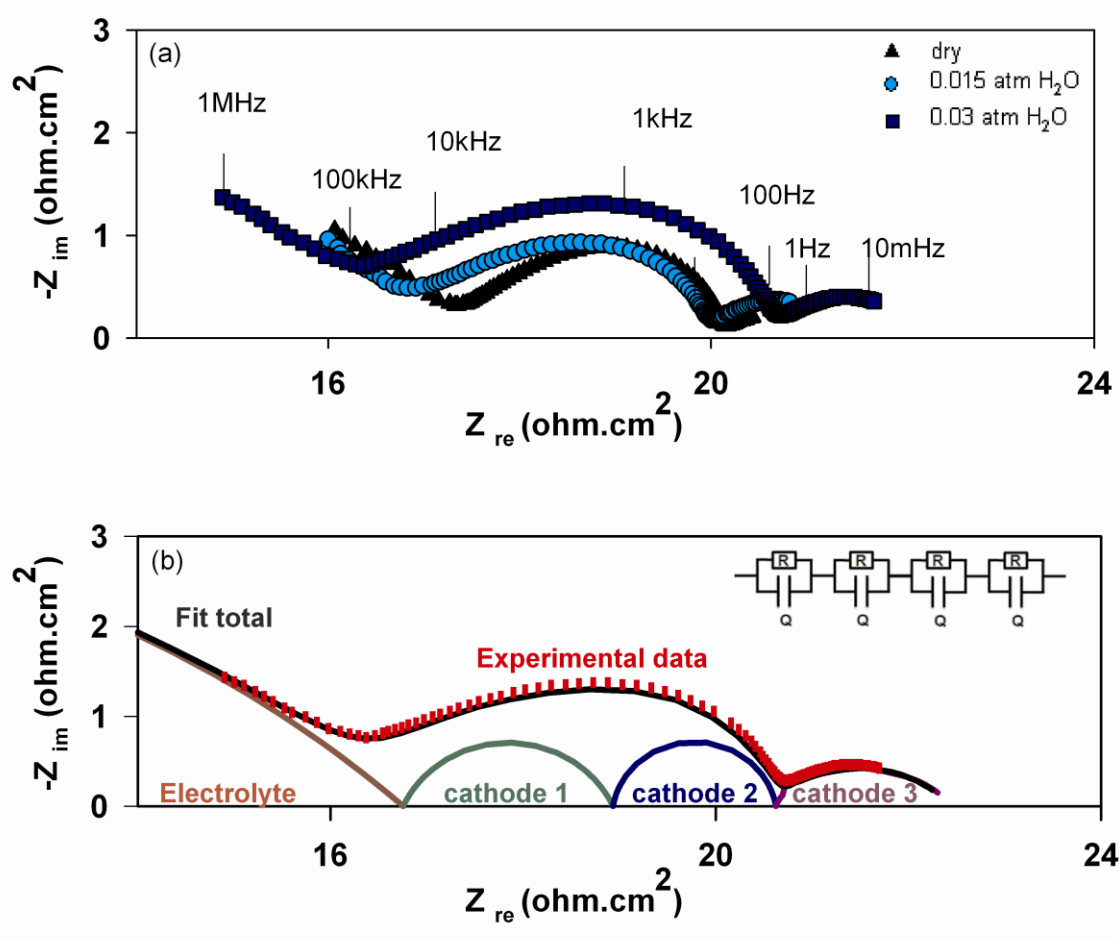 3
(a)
dry
0.015 atm H2O
0.03 atm H2O
2
1MHz
1kHz
10kHz
100kHz
100Hz
1
1Hz
10mHz
0
-Z im (ohm.cm2)
16
20
24
Z re (ohm.cm2)
3
(b)
R
R
R
R
Q
Q
Q
Q
Fit total
2
Experimental data
1
Electrolyte
cathode 1
cathode 2
cathode 3
0
-Z im (ohm.cm2)
16
20
24
Z re (ohm.cm2)